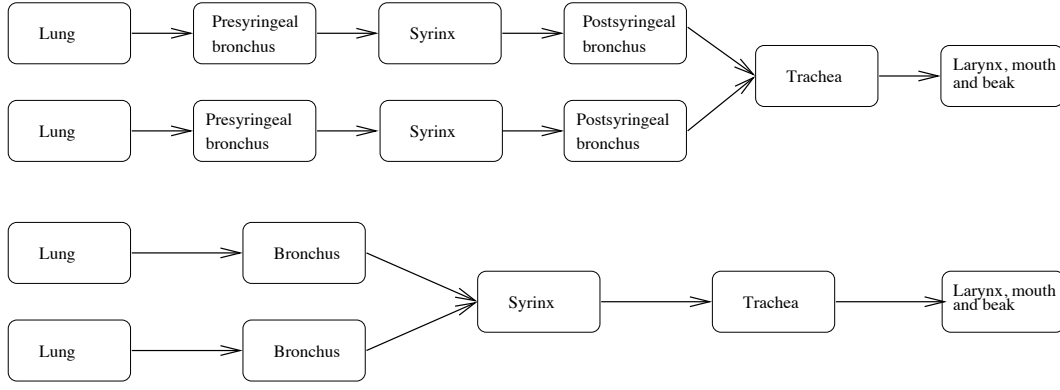 Lung
Presyringeal
bronchus
Syrinx
Postsyringeal
bronchus
Trachea
Larynx, mouth
and beak
Lung
Presyringeal
bronchus
Syrinx
Postsyringeal
bronchus
Lung
Bronchus
Syrinx
Trachea
Larynx, mouth
and beak
Lung
Bronchus